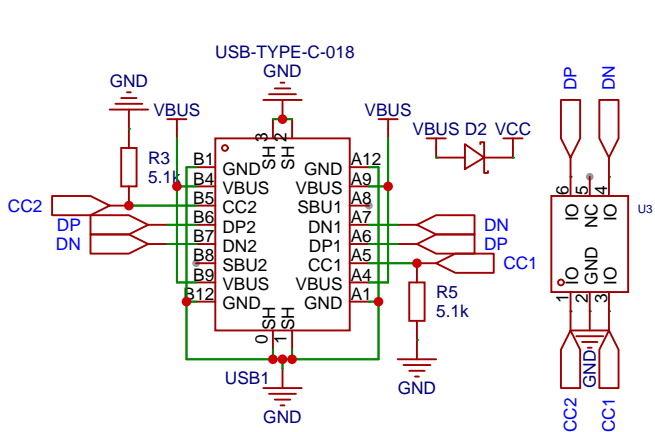 USB-TYPE-C-018
GND
GND
VBUS
VBUS
VBUS D2 VCC
DP
DN
R3
5.1k
SH 3
SH 2
B1 GND
B4 VBUS
B5 CC2
B6 DP2
B7 DN2
B8 SBU2
B9 VBUS
B12 GND
GND A12
VBUS A9
SBU1 A8
DN1 A7
DP1 A6
CC1 A5
VBUS A4
GND A1
0 SH
1 SH
CC2
DP
DN
DN
DP
CC1
R5
5.1k
GND
USB1
GND
6 IO
5 NC
4 IO
U3
1 IO
2 GND
3 IO
GND
CC2
CC1